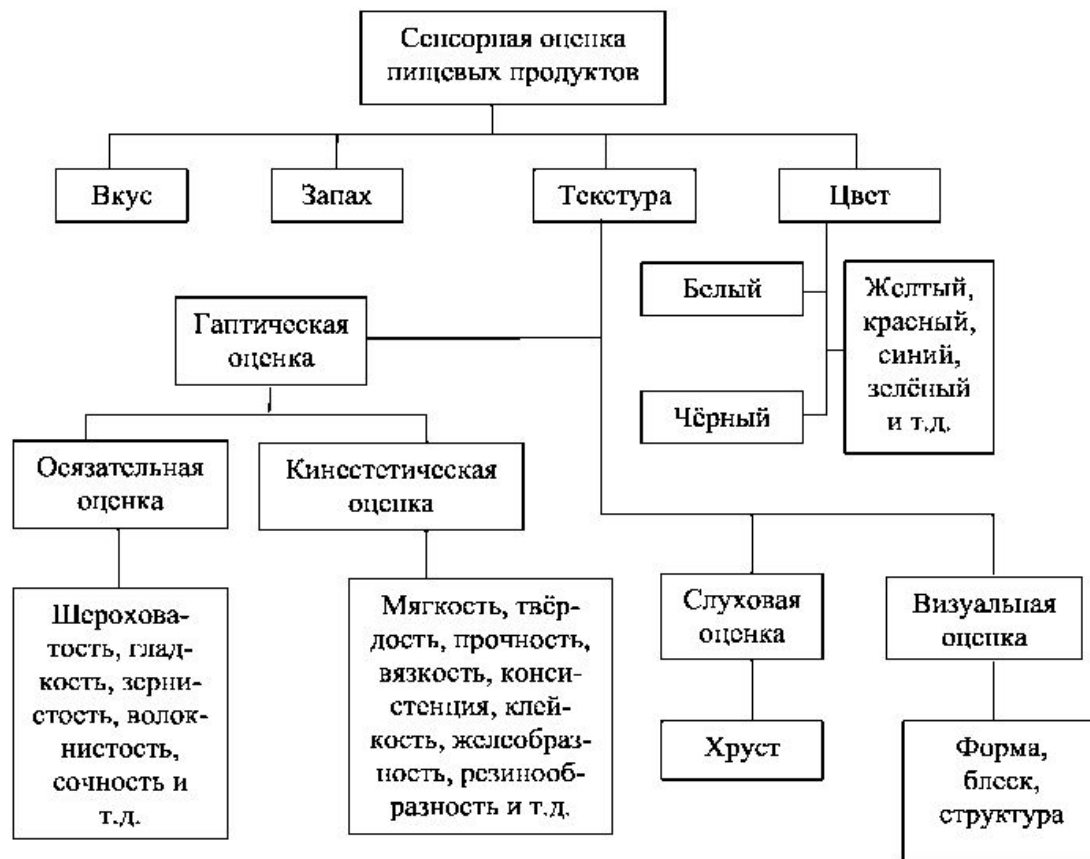 Сенсорная оценка
пищевых продуктов
Вкус
Запах
Текстура
Цвет
Белый
Желтый,
красный,
синий,
зелёный
и т.д.
Гаптическая
оценка
Чёрный
Осязательная
оценка
Кинестетическая
оценка
Шерохова-
тость, глад-
кость, зерни-
стость, волок-
нистость,
сочность и
т.д.
Мягкость, твёр-
дость, прочность,
вязкость, конси-
стенция, клей-
кость, желеобраз-
ность, резинооб-
разность и т.д.
Слуховая
оценка
Визуальная
оценка
Хруст
Форма,
блеск,
структура